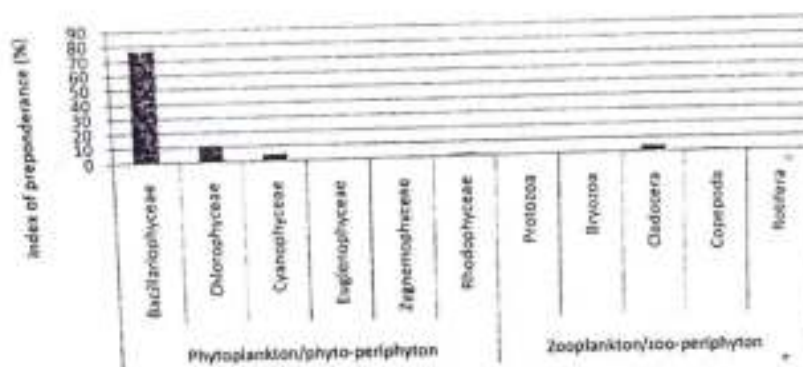 Index of preponderance (%)
90
80
70
60
50
40
30
20
10
0
Bacillariophyceae
Chlorophyceae
Cyanophyceae
Euglenophyceae
Zygnemophyceae
Rhodophyceae
Protozoa
Bryozoa
Cladocera
Copepoda
Rotifera
Phytoplankton/phyto-periphyton
Zooplankton/zoo-periphyton